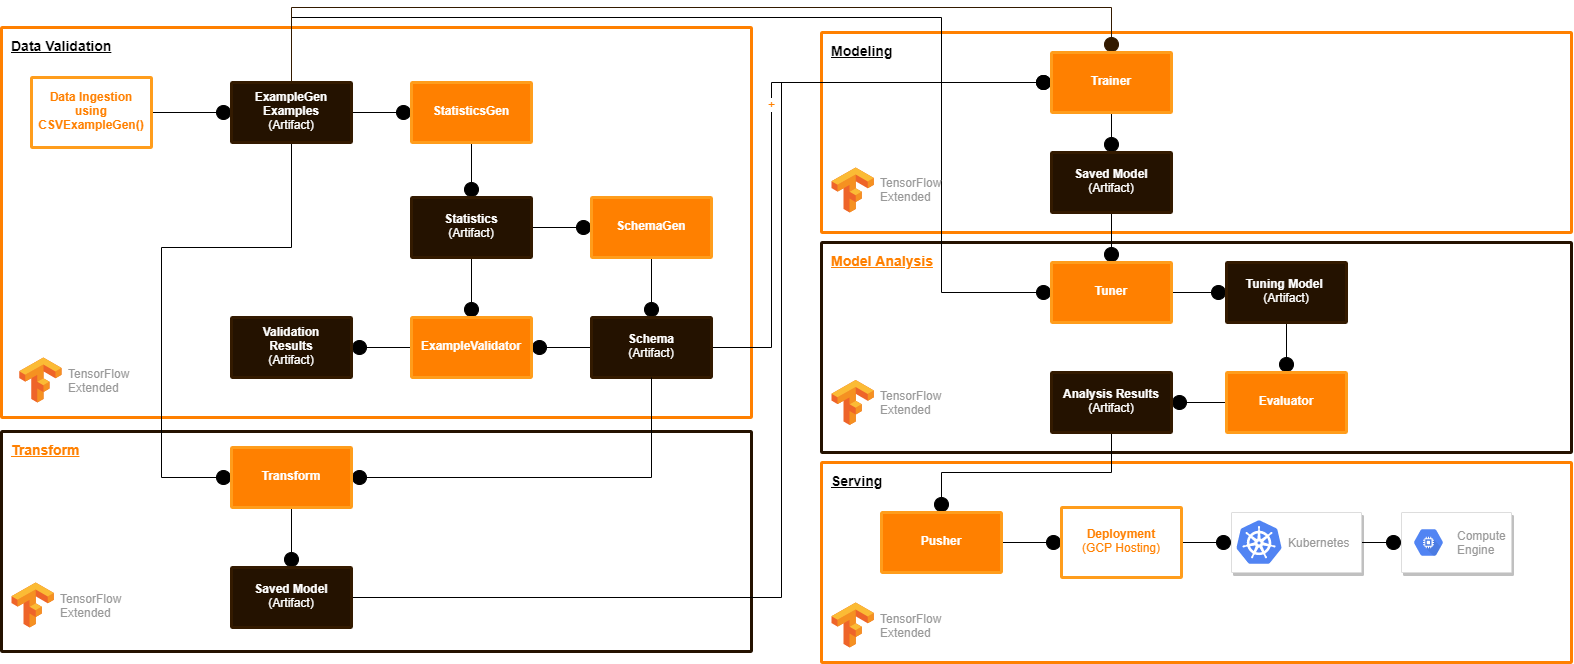 Data Validation
Data Ingestion
using
CSVExampleGen()
ExampleGen
Examples
(Artifact)
StatisticsGen
Statistics
(Artifact)
SchemaGen
Validation
Results
(Artifact)
ExampleValidator
Schema
(Artifact)
TensorFlow
Extended
Transform
Transform
Saved Model
(Artifact)
TensorFlow
Extended
+
Modeling
Trainer
Saved Model
(Artifact)
TensorFlow
Extended
Model Analysis
Tuner
Tuning Model
(Artifact)
Analysis Results
(Artifact)
Evaluator
TensorFlow
Extended
Serving
Pusher
Deployment
(GCP Hosting)
Kubernetes
Compute
Engine
TensorFlow
Extended